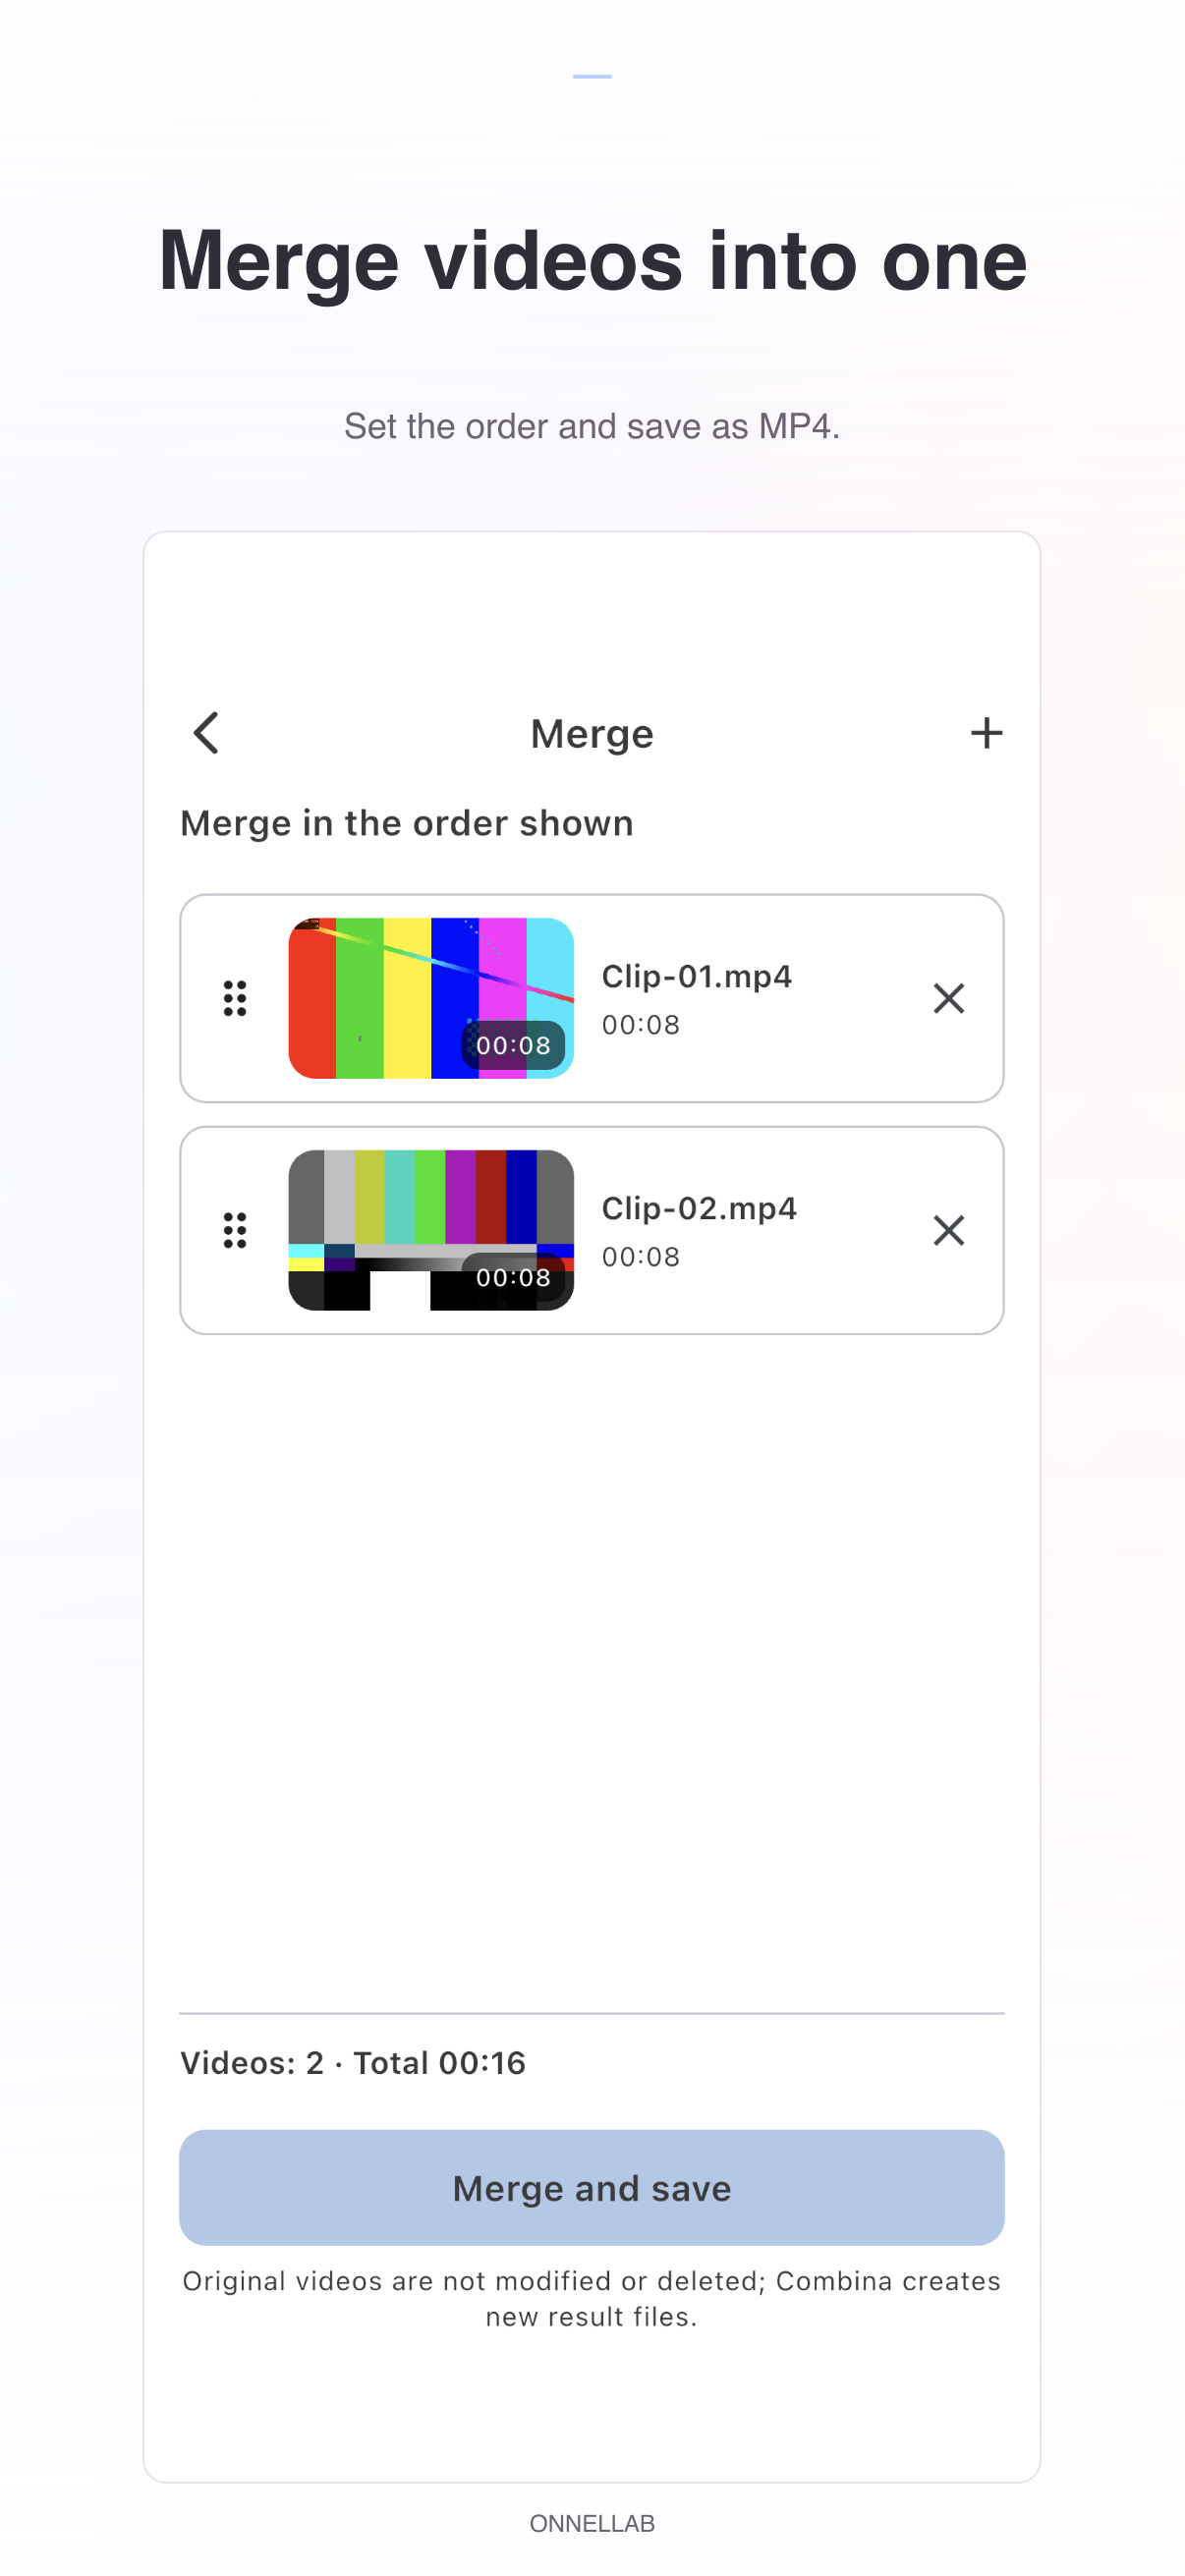 Merge videos into one
Set the order and save as MP4.
Merge
Merge in the order shown
00:08
Clip-01.mp4
00:08
00:08
Clip-02.mp4
00:08
Videos: 2 · Total 00:16
Merge and save
Original videos are not modified or deleted; Combina creates
new result files.
ONNELLAB